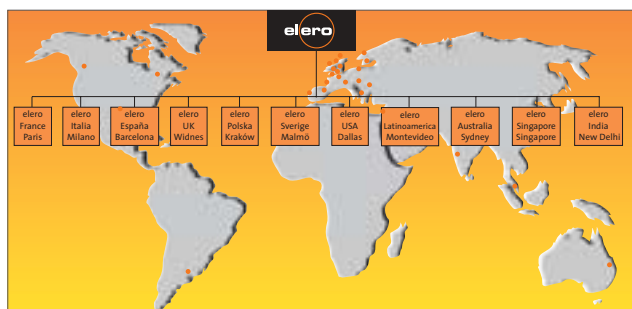 elero
elero
France
Paris
elero
Italia
Milano
elero
España
Barcelona
elero
UK
Widnes
elero
Polska
Kraków
elero
Sverige
Malmö
elero
USA
Dallas
elero
Latinoamerica
Montevideo
elero
Australia
Sydney
elero
Singapore
Singapore
elero
India
New Delhi